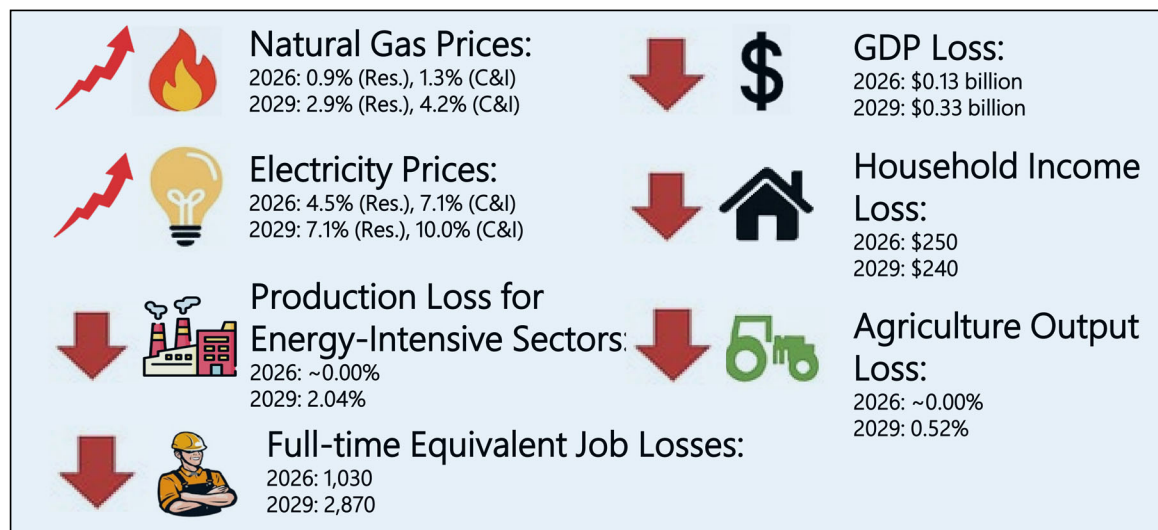 Natural Gas Prices:
2026: 0.9% (Res.), 1.3% (C&I)
2029: 2.9% (Res.), 4.2% (C&I)
Electricity Prices:
2026: 4.5% (Res.), 7.1% (C&I)
2029: 7.1% (Res.), 10.0% (C&I)
Production Loss for
Energy-Intensive Sectors:
2026: ~0.00%
2029: 2.04%
Full-time Equivalent Job Losses:
2026: 1,030
2029: 2,870
$
GDP Loss:
2026: $0.13 billion
2029: $0.33 billion
Household Income
Loss:
2026: $250
2029: $240
Agriculture Output
Loss:
2026: ~0.00%
2029: 0.52%